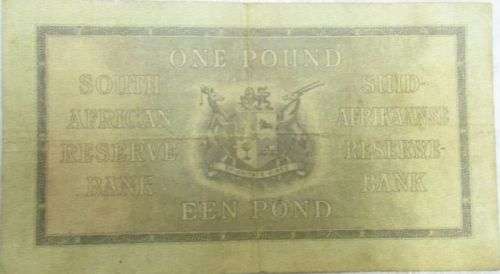 ONE POUND
SOUTH
AFRICAN
RESERVE
BANK
SUID-
AFRIKAANSE
RESERWE-
BANK
EEN POND